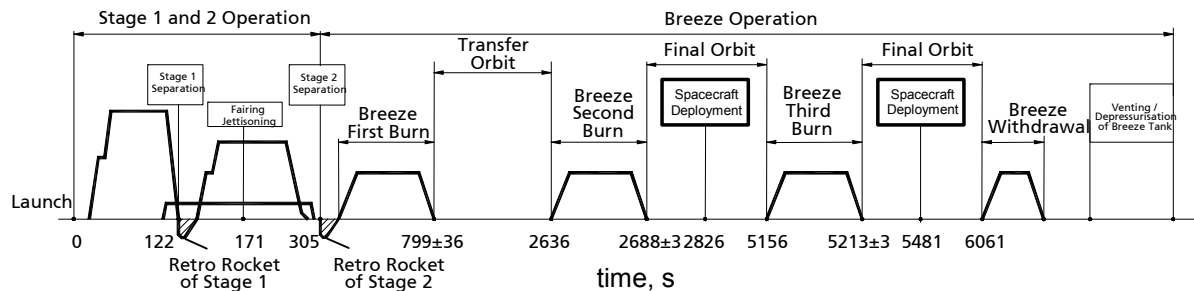 Stage 1 and 2 Operation
Breeze Operation
Stage 1
Separation
Fairing
Jettisoning
Stage 2
Separation
Breeze
First Burn
Transfer
Orbit
Breeze
Second
Burn
Final Orbit
Spacecraft
Deployment
Breeze
Third
Burn
Final Orbit
Spacecraft
Deployment
Breeze
Withdrawal
Venting /
Depressurisation
of Breeze Tank
Launch
0 122 171 305 799±36 2636 2688±3 2826 5156 5213±3 5481 6061
Retro Rocket
of Stage 1
Retro Rocket
of Stage 2
time, s